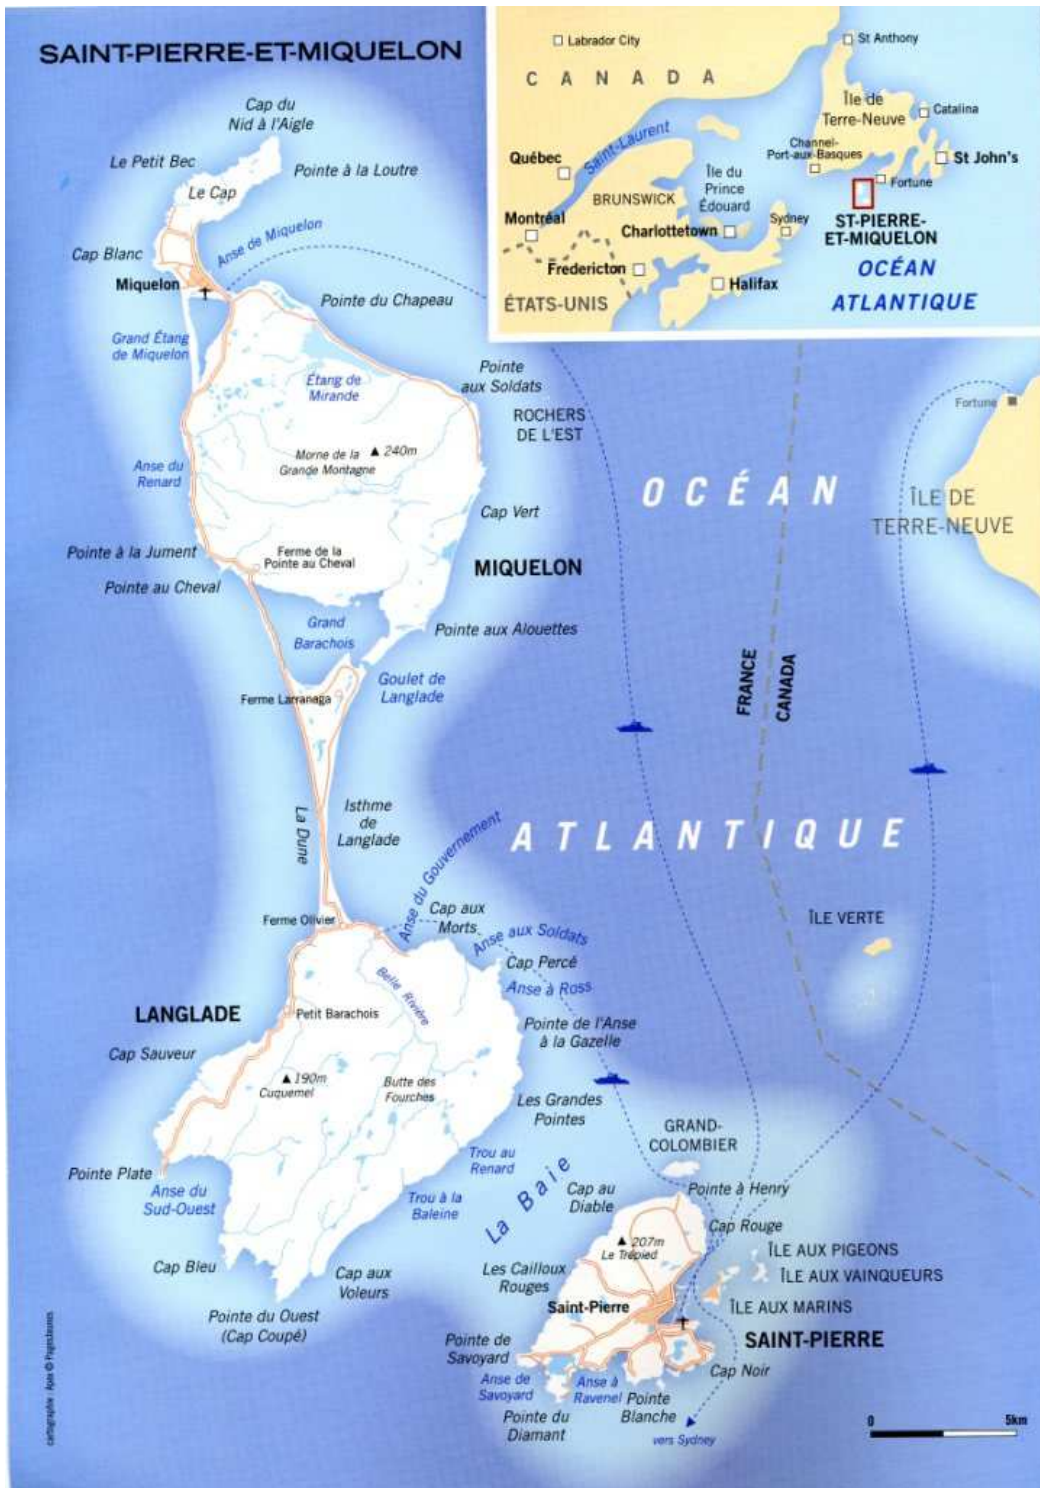 SAINT-PIERRE-ET-MIQUELON
Labrador City
St Anthony
CANADA
Île de
Terre-Neuve
Catalina
Saint-Laurent
Channel-
Port-aux-Basques
Québec
St John's
Île du
Prince
Édouard
Fortune
BRUNSWICK
Montréal
Charlottetown
Sydney
ST-PIERRE-
ET-MIQUELON
Fredericton
OCÉAN
ATLANTIQUE
Halifax
ÉTATS-UNIS
Cap du
Nid à l'Aigle
Le Petit Bec
Pointe à la Loutre
Le Cap
Anse de Miquelon
Cap Blanc
Miquelon
Pointe du Chapeau
Grand Étang
de Miquelon
Étang de
Mirande
Pointe
aux Soldats
ROCHERS
DE L'EST
Fortune
Morne de la
Grande Montagne
240m
Anse du
Renard
OCÉAN
ÎLE DE
TERRE-NEUVE
Cap Vert
Pointe à la Jument
Ferme de la
Pointe au Cheval
MIQUELON
Pointe au Cheval
Grand
Barachois
Pointe aux Alouettes
Goulet de
Langlade
Ferme Larranaga
FRANCE
CANADA
La Dune
Isthme
de
Langlade
ATLANTIQUE
Anse du Gouvernement
Ferme Olivier
Cap aux
Morts
Anse aux Soldats
ÎLE VERTE
Cap Percé
Belle Rivière
Anse à Ross
LANGLADE
Petit Barachois
Pointe de l'Anse
à la Gazelle
Cap Sauveur
190m
Cuquemel
Butte des
Fourches
Les Grandes
Pointes
GRAND-
COLOMBIER
Trou au
Renard
Pointe Plate
Anse du
Sud-Ouest
Trou à la
Baleine
La Baie
Cap au
Diable
Pointe à Henry
Cap Rouge
207m
Le Trépied
ÎLE AUX PIGEONS
Cap Bleu
Cap aux
Voleurs
Les Cailloux
Rouges
ÎLE AUX VAINQUEURS
Pointe du Ouest
(Cap Coupé)
Saint-Pierre
ÎLE AUX MARINS
SAINT-PIERRE
Pointe de
Savoyard
Anse de
Savoyard
Anse à
Ravenel
Cap Noir
Pointe
Blanche
Pointe du
Diamant
vers Sydney
0
5km
cartographie : Apex © PagesJaunes